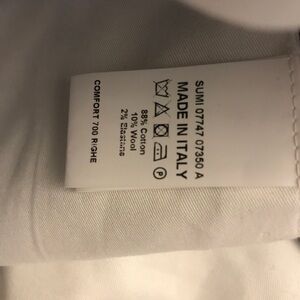 SUMI 07747 07350 A
MADE IN ITALY
P
88% Cotton
10% Wool
2% Elastane
COMFORT 700 RIGHE